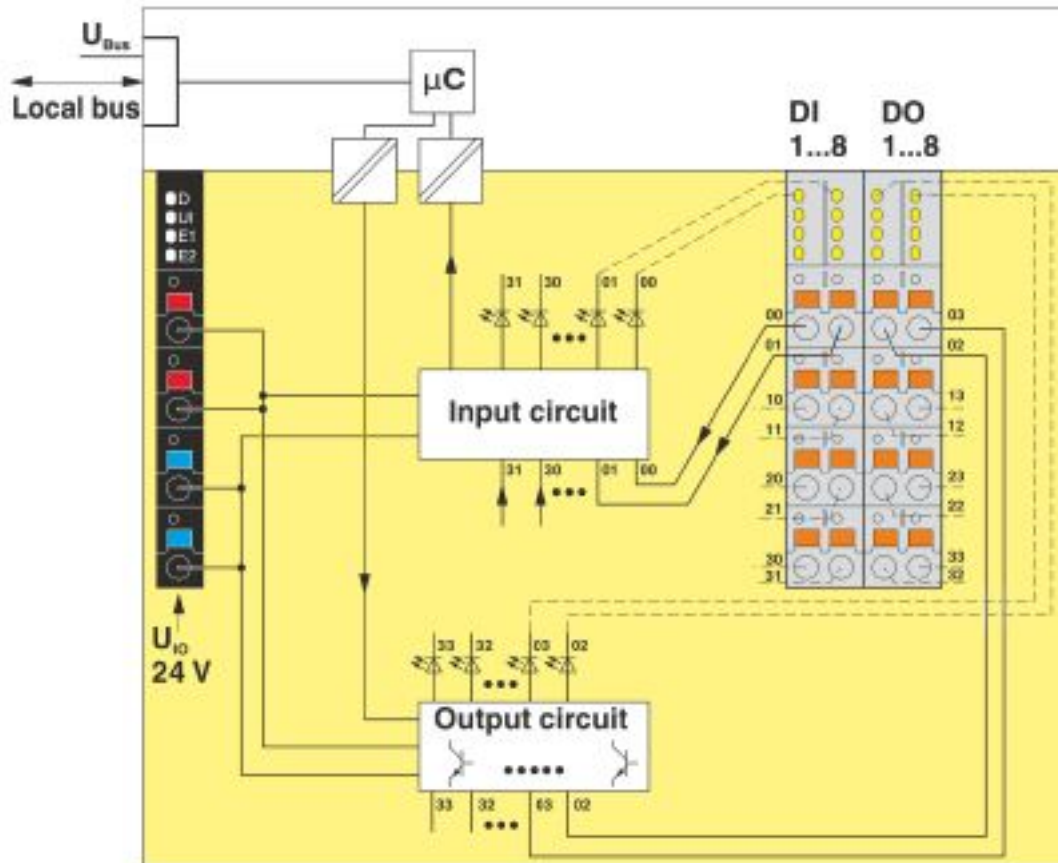 U_Bus
Local bus
µC
DI
1...8
DO
1...8
D
UI
E1
E2
31
30
01
00
00
01
03
02
Input circuit
10
11
13
12
31
30
01
00
20
21
23
22
30
31
33
32
U_IO
24 V
33
32
03
02
Output circuit
33
32
03
02